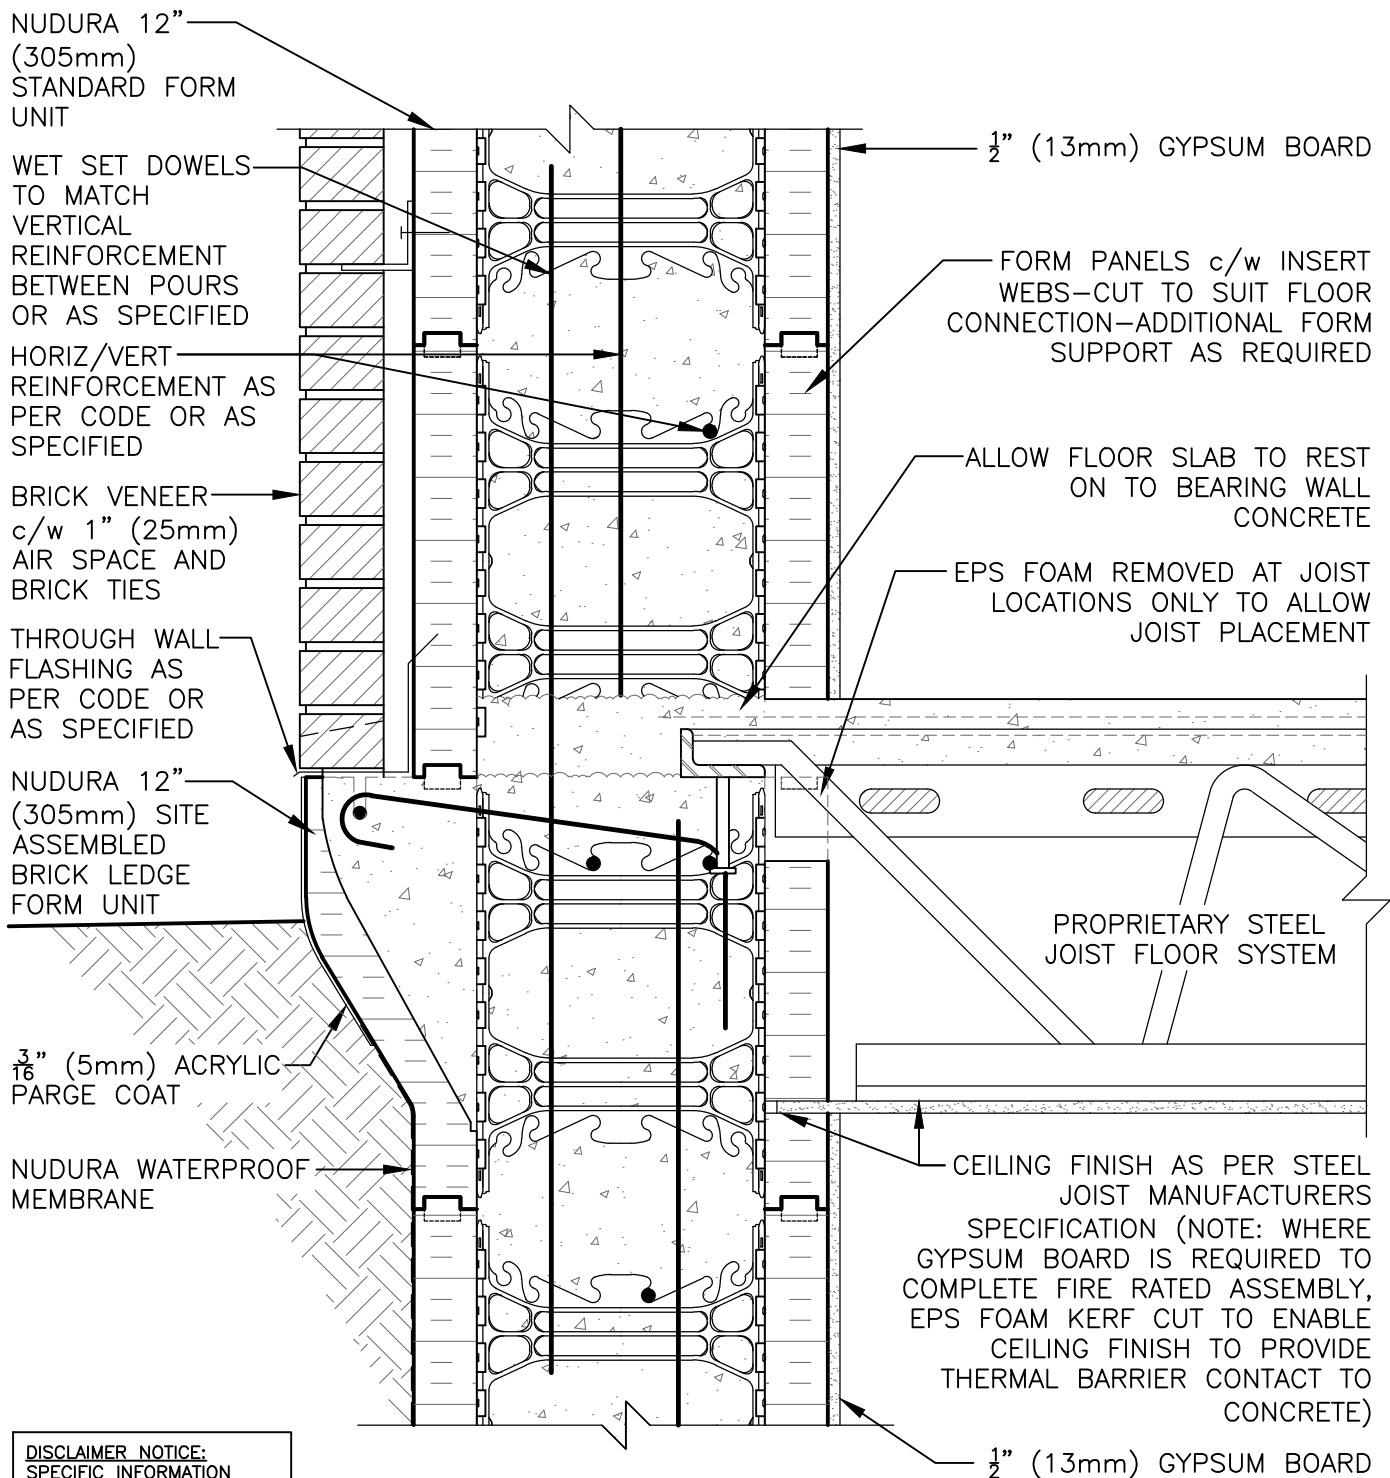 NUDURA 12"
(305mm)
STANDARD FORM
UNIT
WET SET DOWELS
TO MATCH
VERTICAL
REINFORCEMENT
BETWEEN POURS
OR AS SPECIFIED
HORIZ/VERT
REINFORCEMENT AS
PER CODE OR AS
SPECIFIED
BRICK VENEER
c/w 1" (25mm)
AIR SPACE AND
BRICK TIES
THROUGH WALL
FLASHING AS
PER CODE OR
AS SPECIFIED
NUDURA 12"
(305mm) SITE
ASSEMBLED
BRICK LEDGE
FORM UNIT
3/16" (5mm) ACRYLIC
PARGE COAT
NUDURA WATERPROOF
MEMBRANE
DISCLAIMER NOTICE:
SPECIFIC INFORMATION
1/2" (13mm) GYPSUM BOARD
FORM PANELS c/w INSERT
WEBS-CUT TO SUIT FLOOR
CONNECTION-ADDITIONAL FORM
SUPPORT AS REQUIRED
ALLOW FLOOR SLAB TO REST
ON TO BEARING WALL
CONCRETE
EPS FOAM REMOVED AT JOIST
LOCATIONS ONLY TO ALLOW
JOIST PLACEMENT
PROPRIETARY STEEL
JOIST FLOOR SYSTEM
CEILING FINISH AS PER STEEL
JOIST MANUFACTURERS
SPECIFICATION (NOTE: WHERE
GYPSUM BOARD IS REQUIRED TO
COMPLETE FIRE RATED ASSEMBLY,
EPS FOAM KERF CUT TO ENABLE
CEILING FINISH TO PROVIDE
THERMAL BARRIER CONTACT TO
CONCRETE)
1/2" (13mm) GYPSUM BOARD